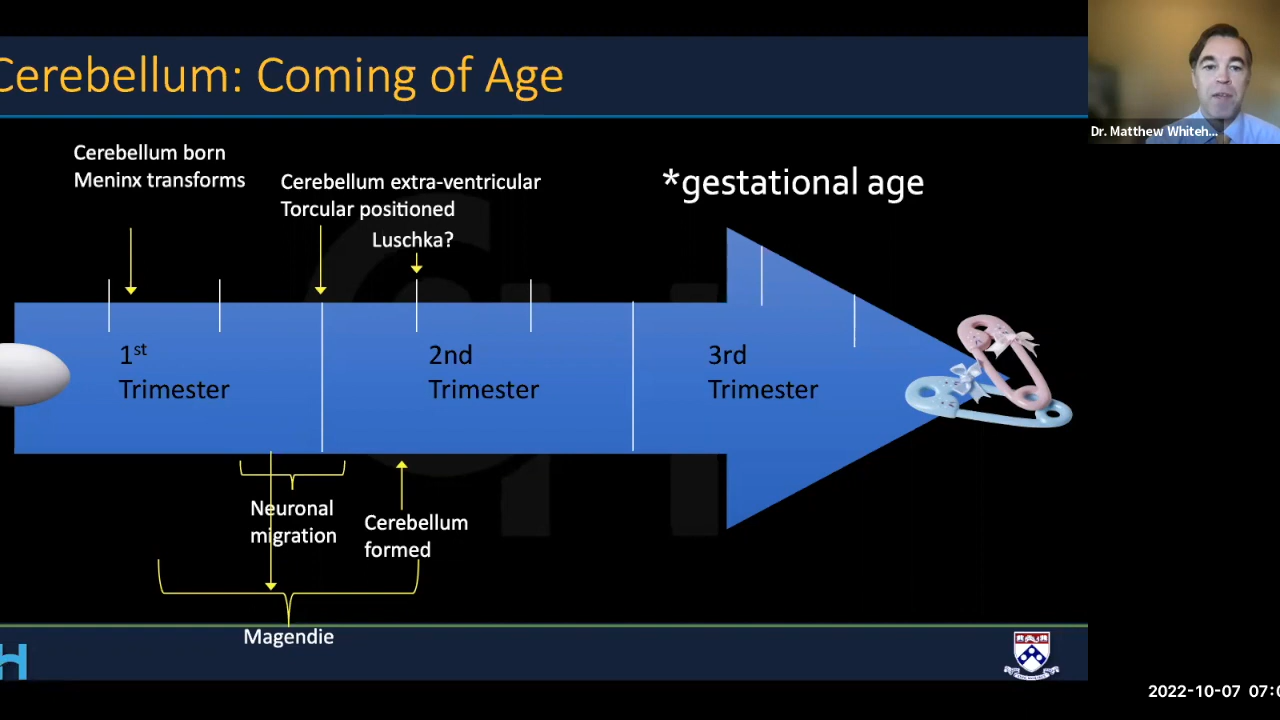 Cerebellum: Coming of Age
Dr. Matthew Whiteh...
Cerebellum born
Meninx transforms
Cerebellum extra-ventricular
Torcular positioned
Luschka?
*gestational age
1st
Trimester
2nd
Trimester
3rd
Trimester
Neuronal
migration
Cerebellum
formed
Magendie
H
2022-10-07 07:0